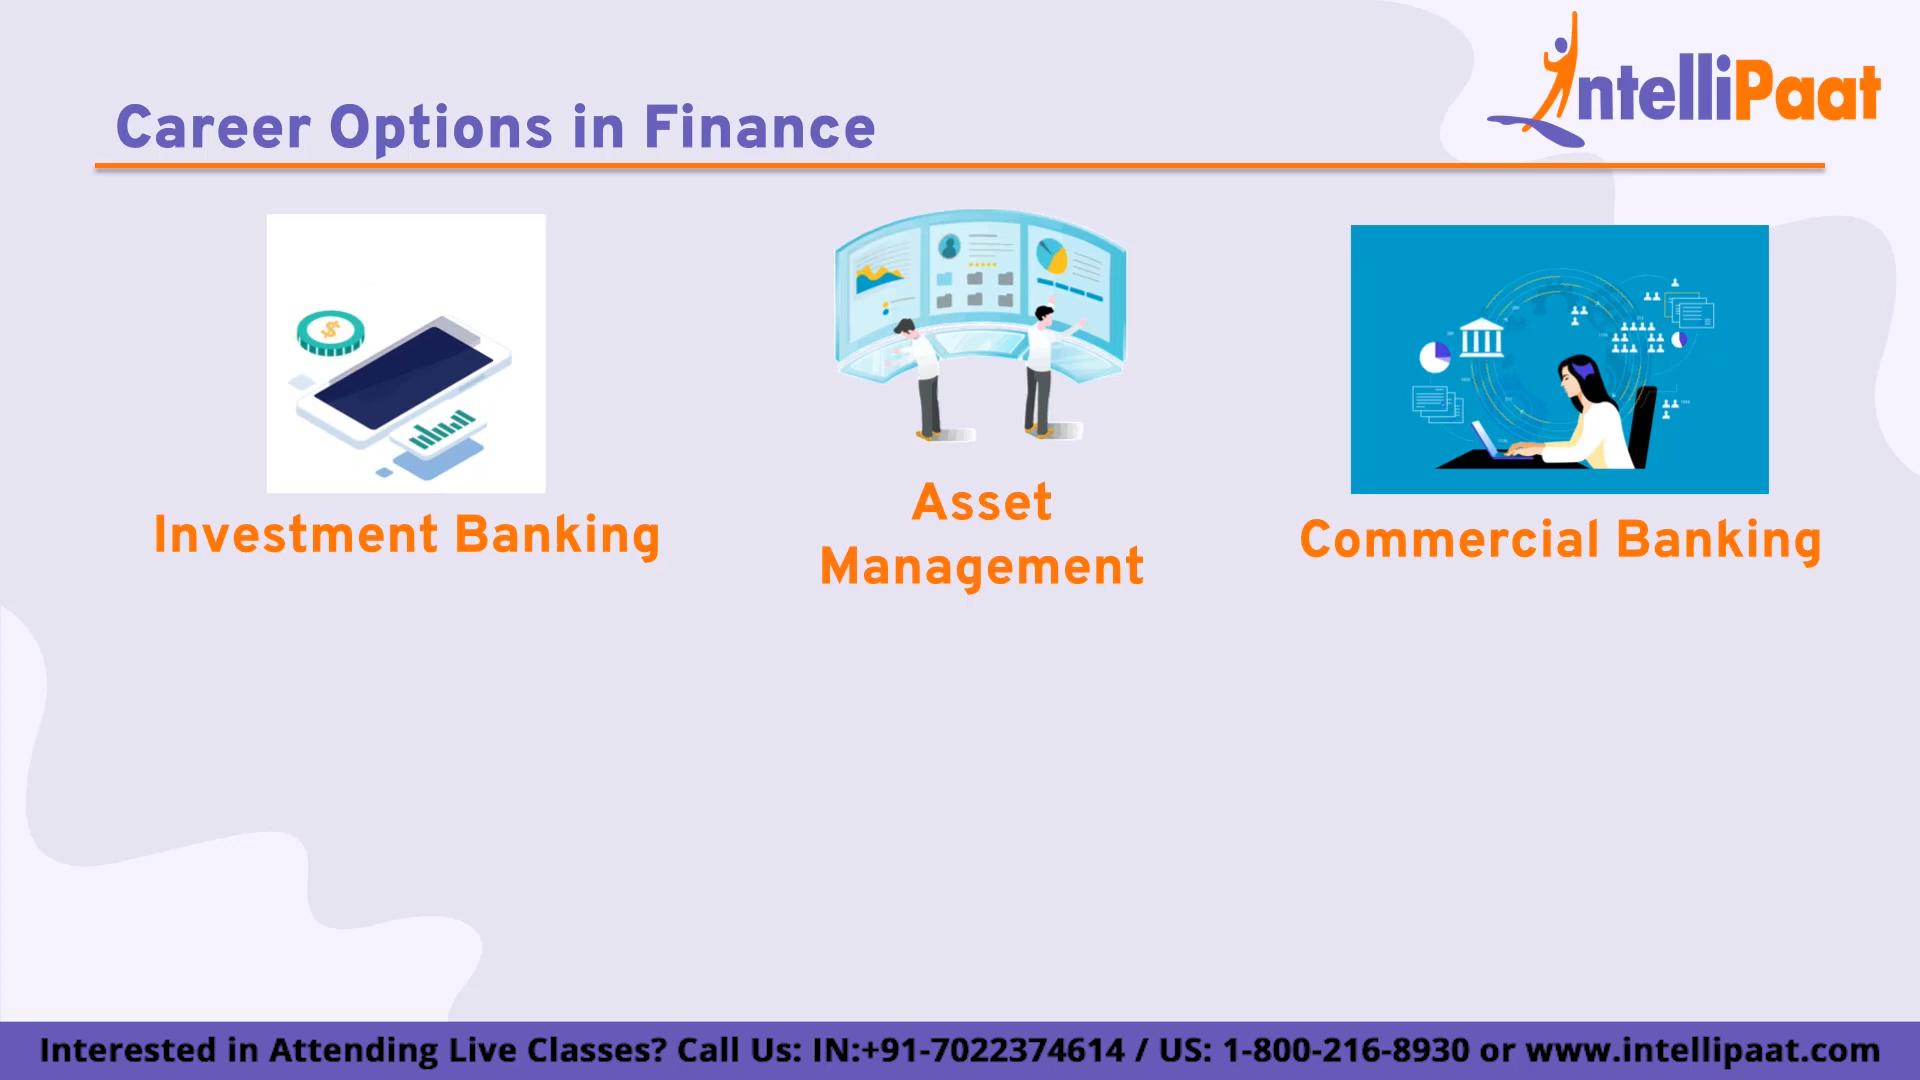 IntelliPaat
Career Options in Finance
Investment Banking
Asset
Management
Commercial Banking
Interested in Attending Live Classes? Call Us: IN:+91-7022374614 / US: 1-800-216-8930 or www.intellipaat.com